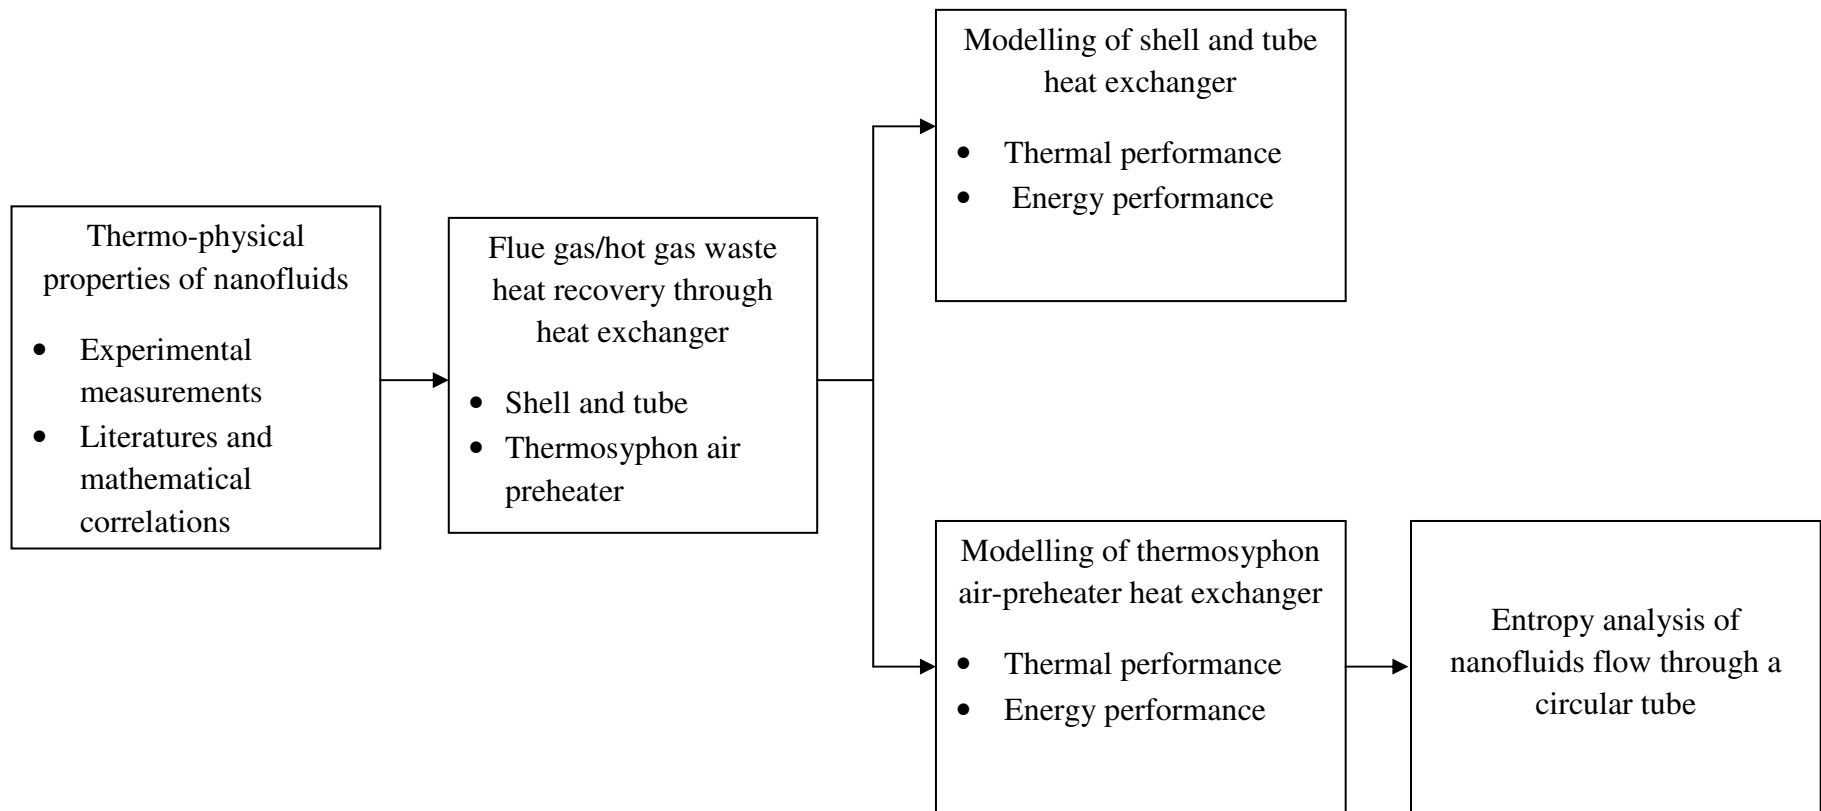 Thermo-physical
properties of nanofluids
• Experimental
measurements
• Literatures and
mathematical
correlations
Flue gas/hot gas waste
heat recovery through
heat exchanger
• Shell and tube
• Thermosyphon air
preheater
Modelling of shell and tube
heat exchanger
• Thermal performance
• Energy performance
Modelling of thermosyphon
air-preheater heat exchanger
• Thermal performance
• Energy performance
Entropy analysis of
nanofluids flow through a
circular tube